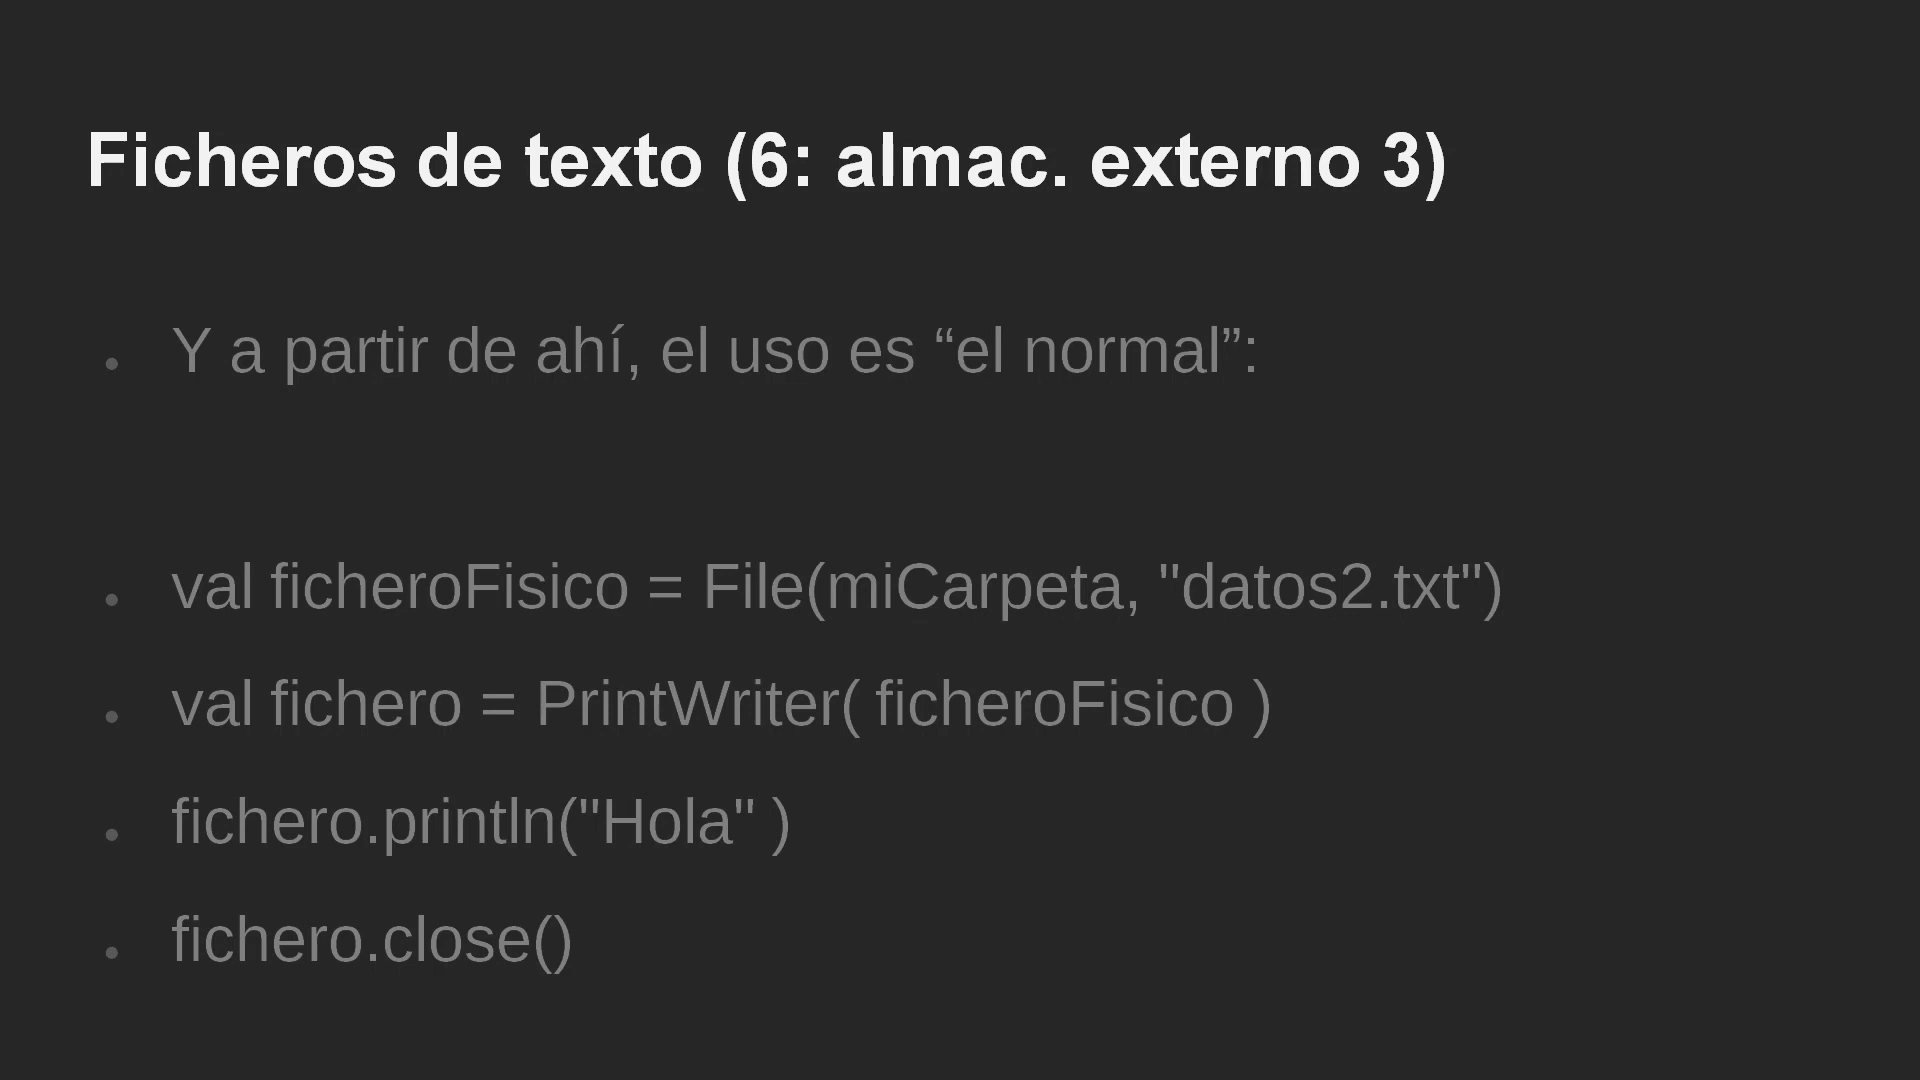 Ficheros de texto (6: almac. externo 3)
Y a partir de ahí, el uso es “el normal”:
val ficheroFisico = File(miCarpeta, "datos2.txt")
val fichero = PrintWriter( ficheroFisico )
fichero.println("Hola" )
fichero.close()